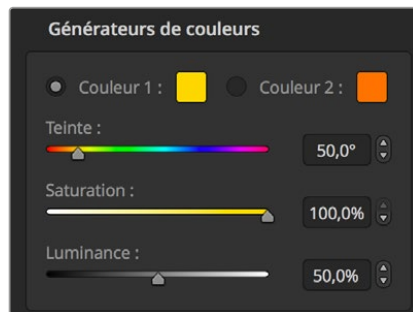 Générateurs de couleurs
Couleur 1 : Couleur 2 :
Teinte :
50,0°
Saturation :
100,0%
Luminance :
50,0%